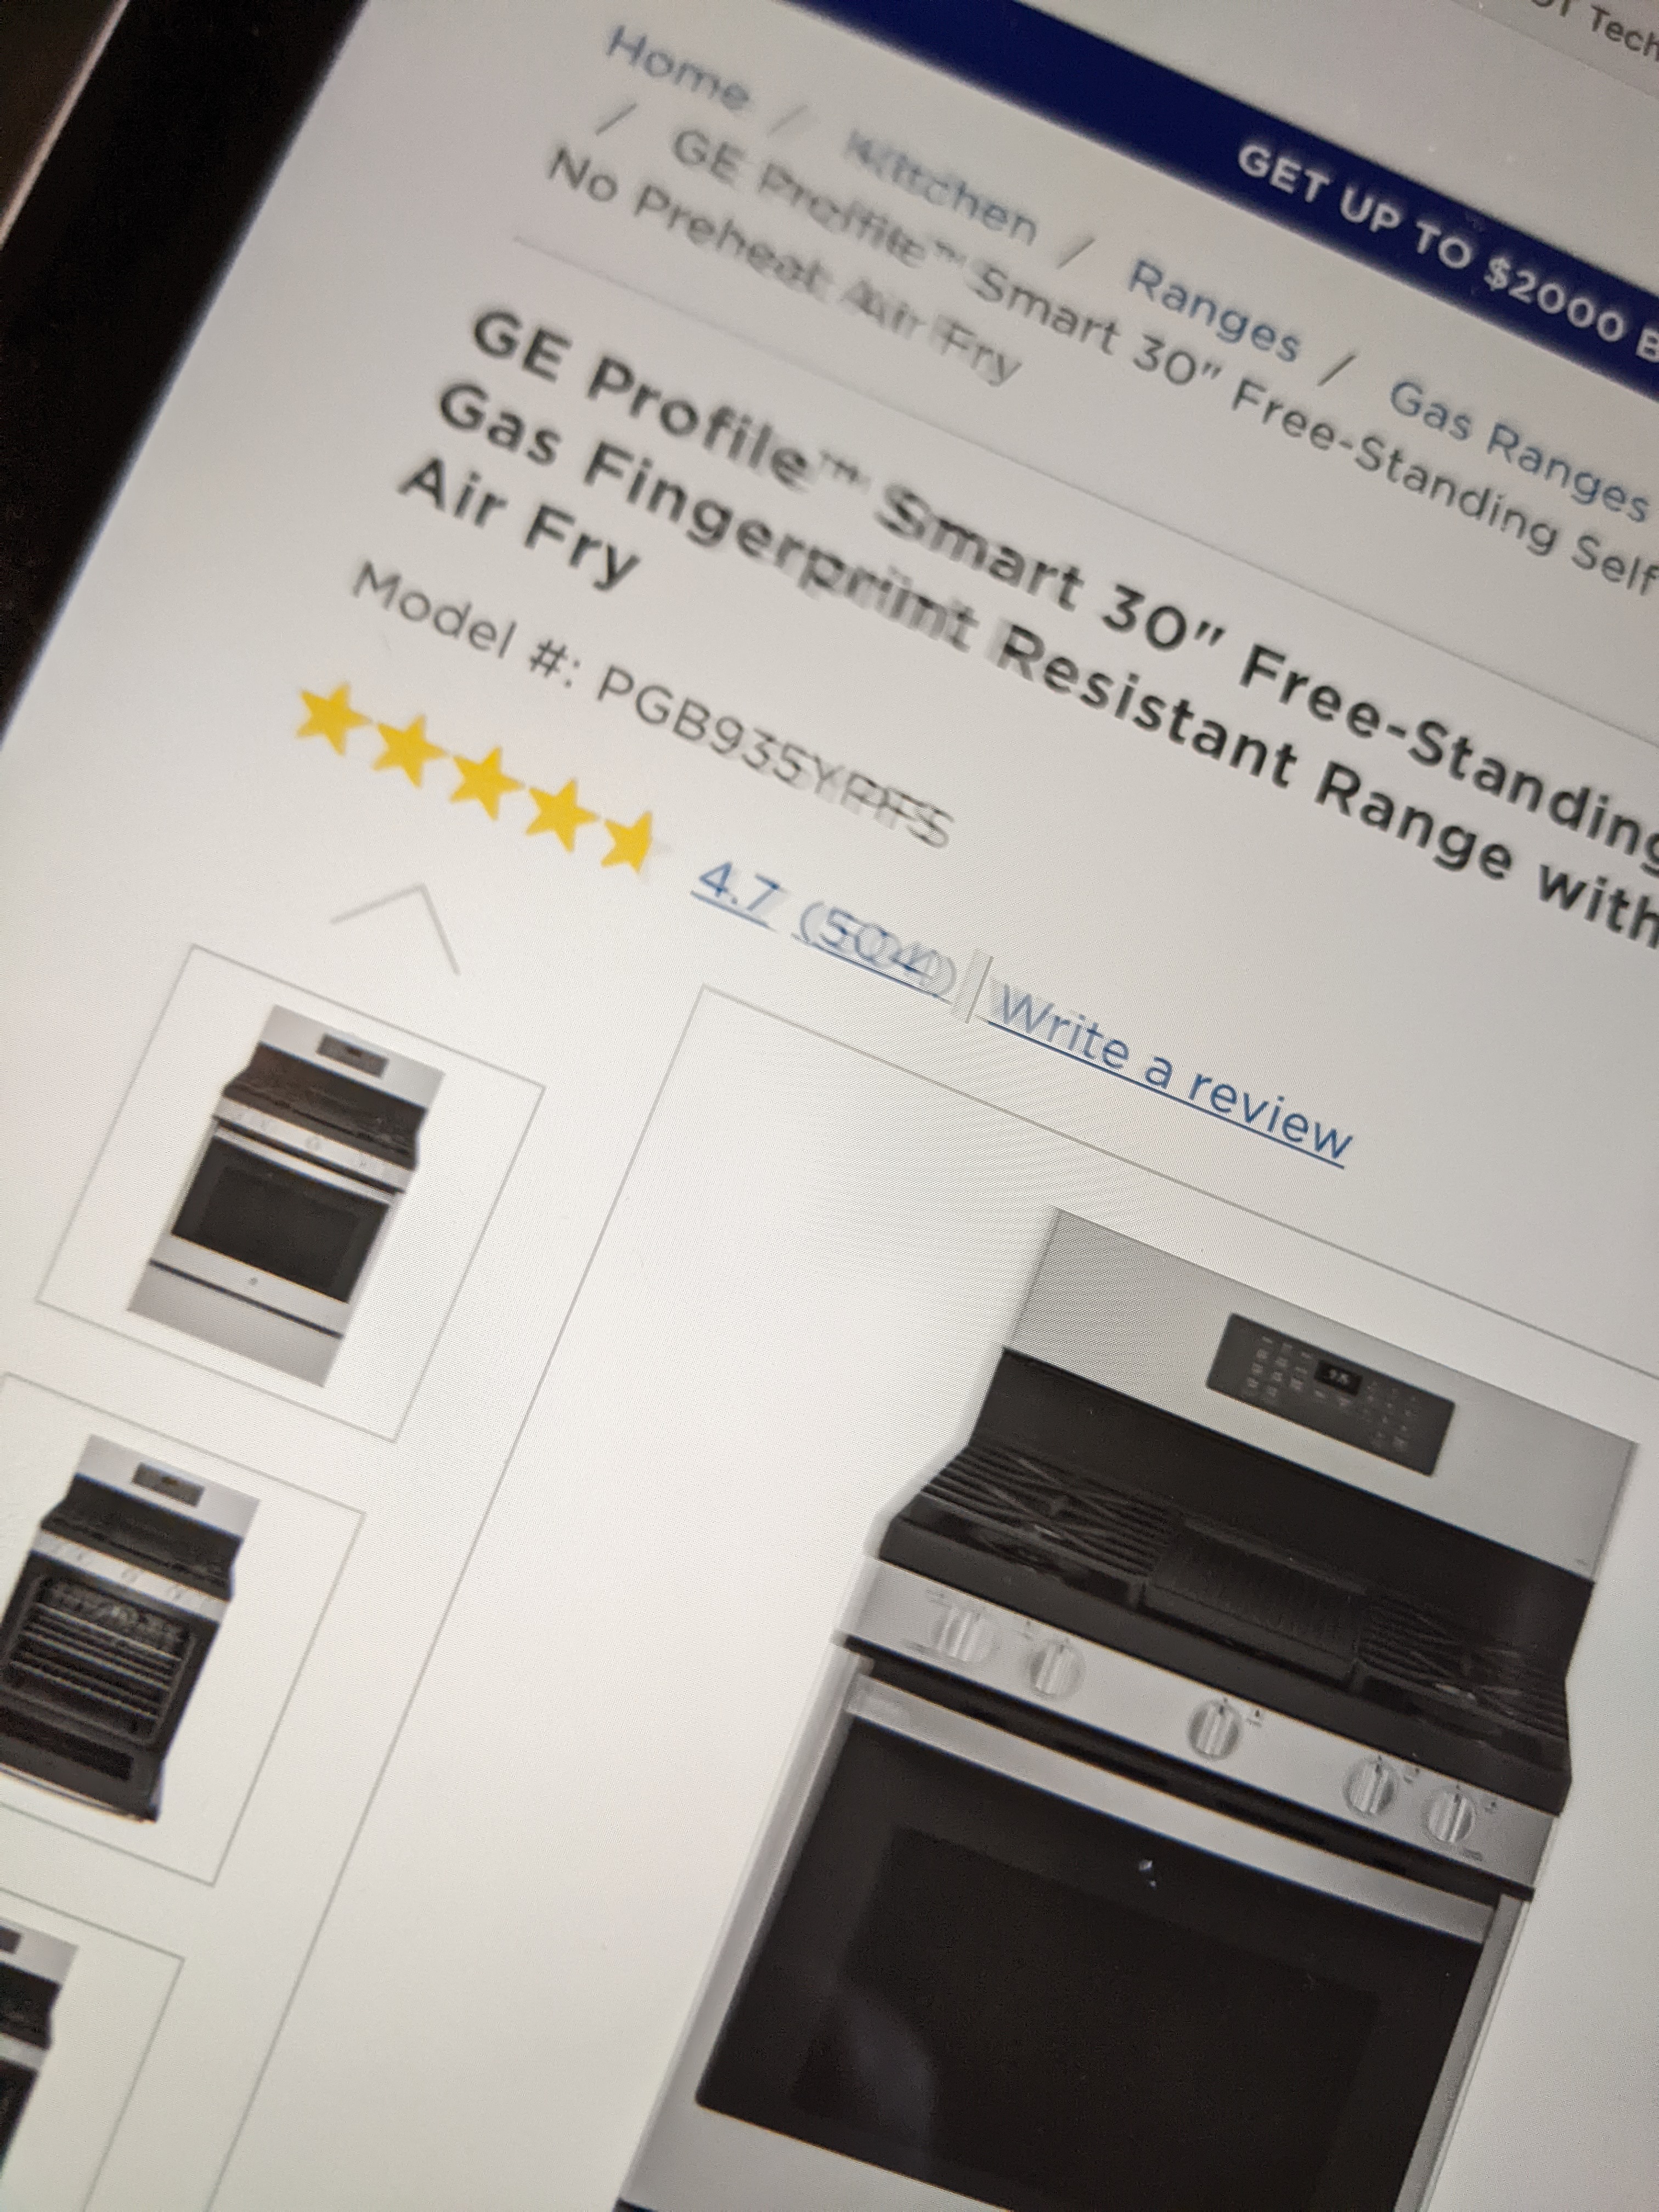 Tech
GET UP TO $2000
Home / Kitchen / Ranges / Gas Ranges
/ GE Profile™ Smart 30" Free-Standing Self
No Preheat Air Fry
GE Profile™ Smart 30" Free-Standing
Gas Fingerprint Resistant Range with
Air Fry
Model #: PGB935YPFS
4.7 (504) | Write a review